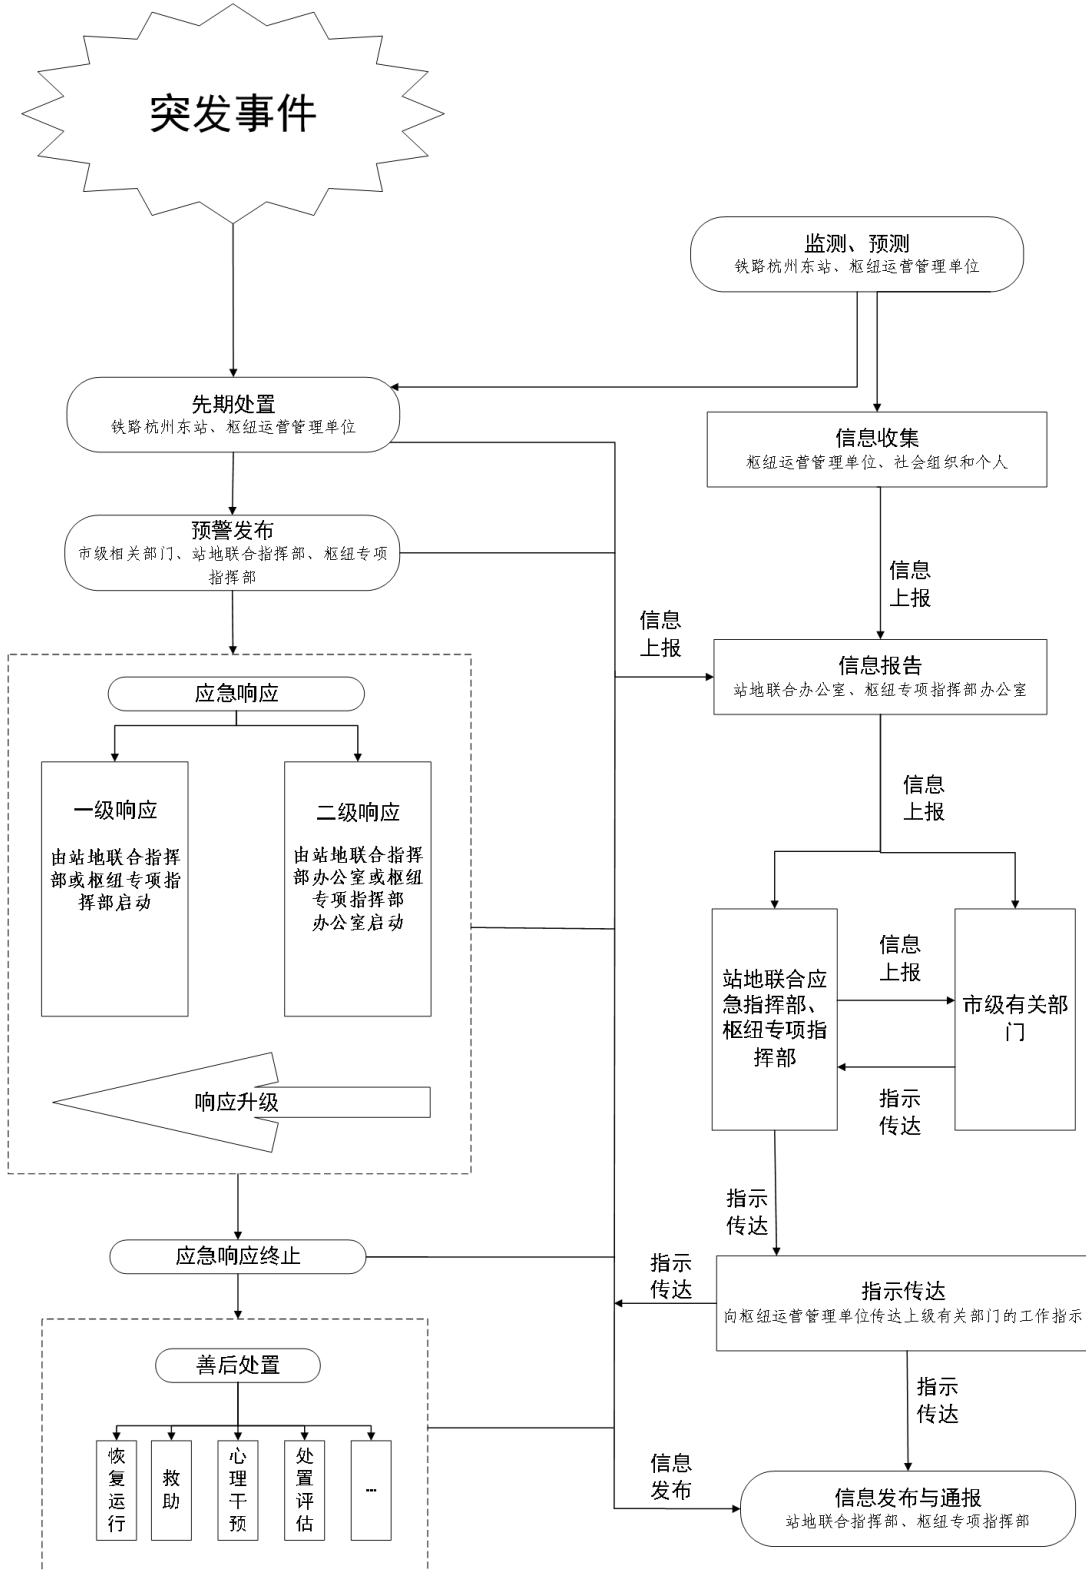 突发事件
监测、预测
铁路杭州东站、枢纽运营管理单位
先期处置
铁路杭州东站、枢纽运营管理单位
信息收集
枢纽运营管理单位、社会组织和个人
预警发布
市级相关部门、站地联合指挥部、枢纽专项
指挥部
信息
上报
信息
上报
信息报告
站地联合办公室、枢纽专项指挥部办公室
应急响应
一级响应
由站地联合指挥
部或枢纽专项指
挥部启动
二级响应
由站地联合指挥
部办公室或枢纽
专项指挥部
办公室启动
信息
上报
站地联合应
急指挥部、
枢纽专项指
挥部
信息
上报
市级有关部
门
指示
传达
响应升级
指示
传达
应急响应终止
指示
传达
指示传达
向枢纽运营管理单位传达上级有关部门的工作指示
善后处置
指示
传达
恢复运行
救助
心理干预
处置评估
...
信息
发布
信息发布与通报
站地联合指挥部、枢纽专项指挥部